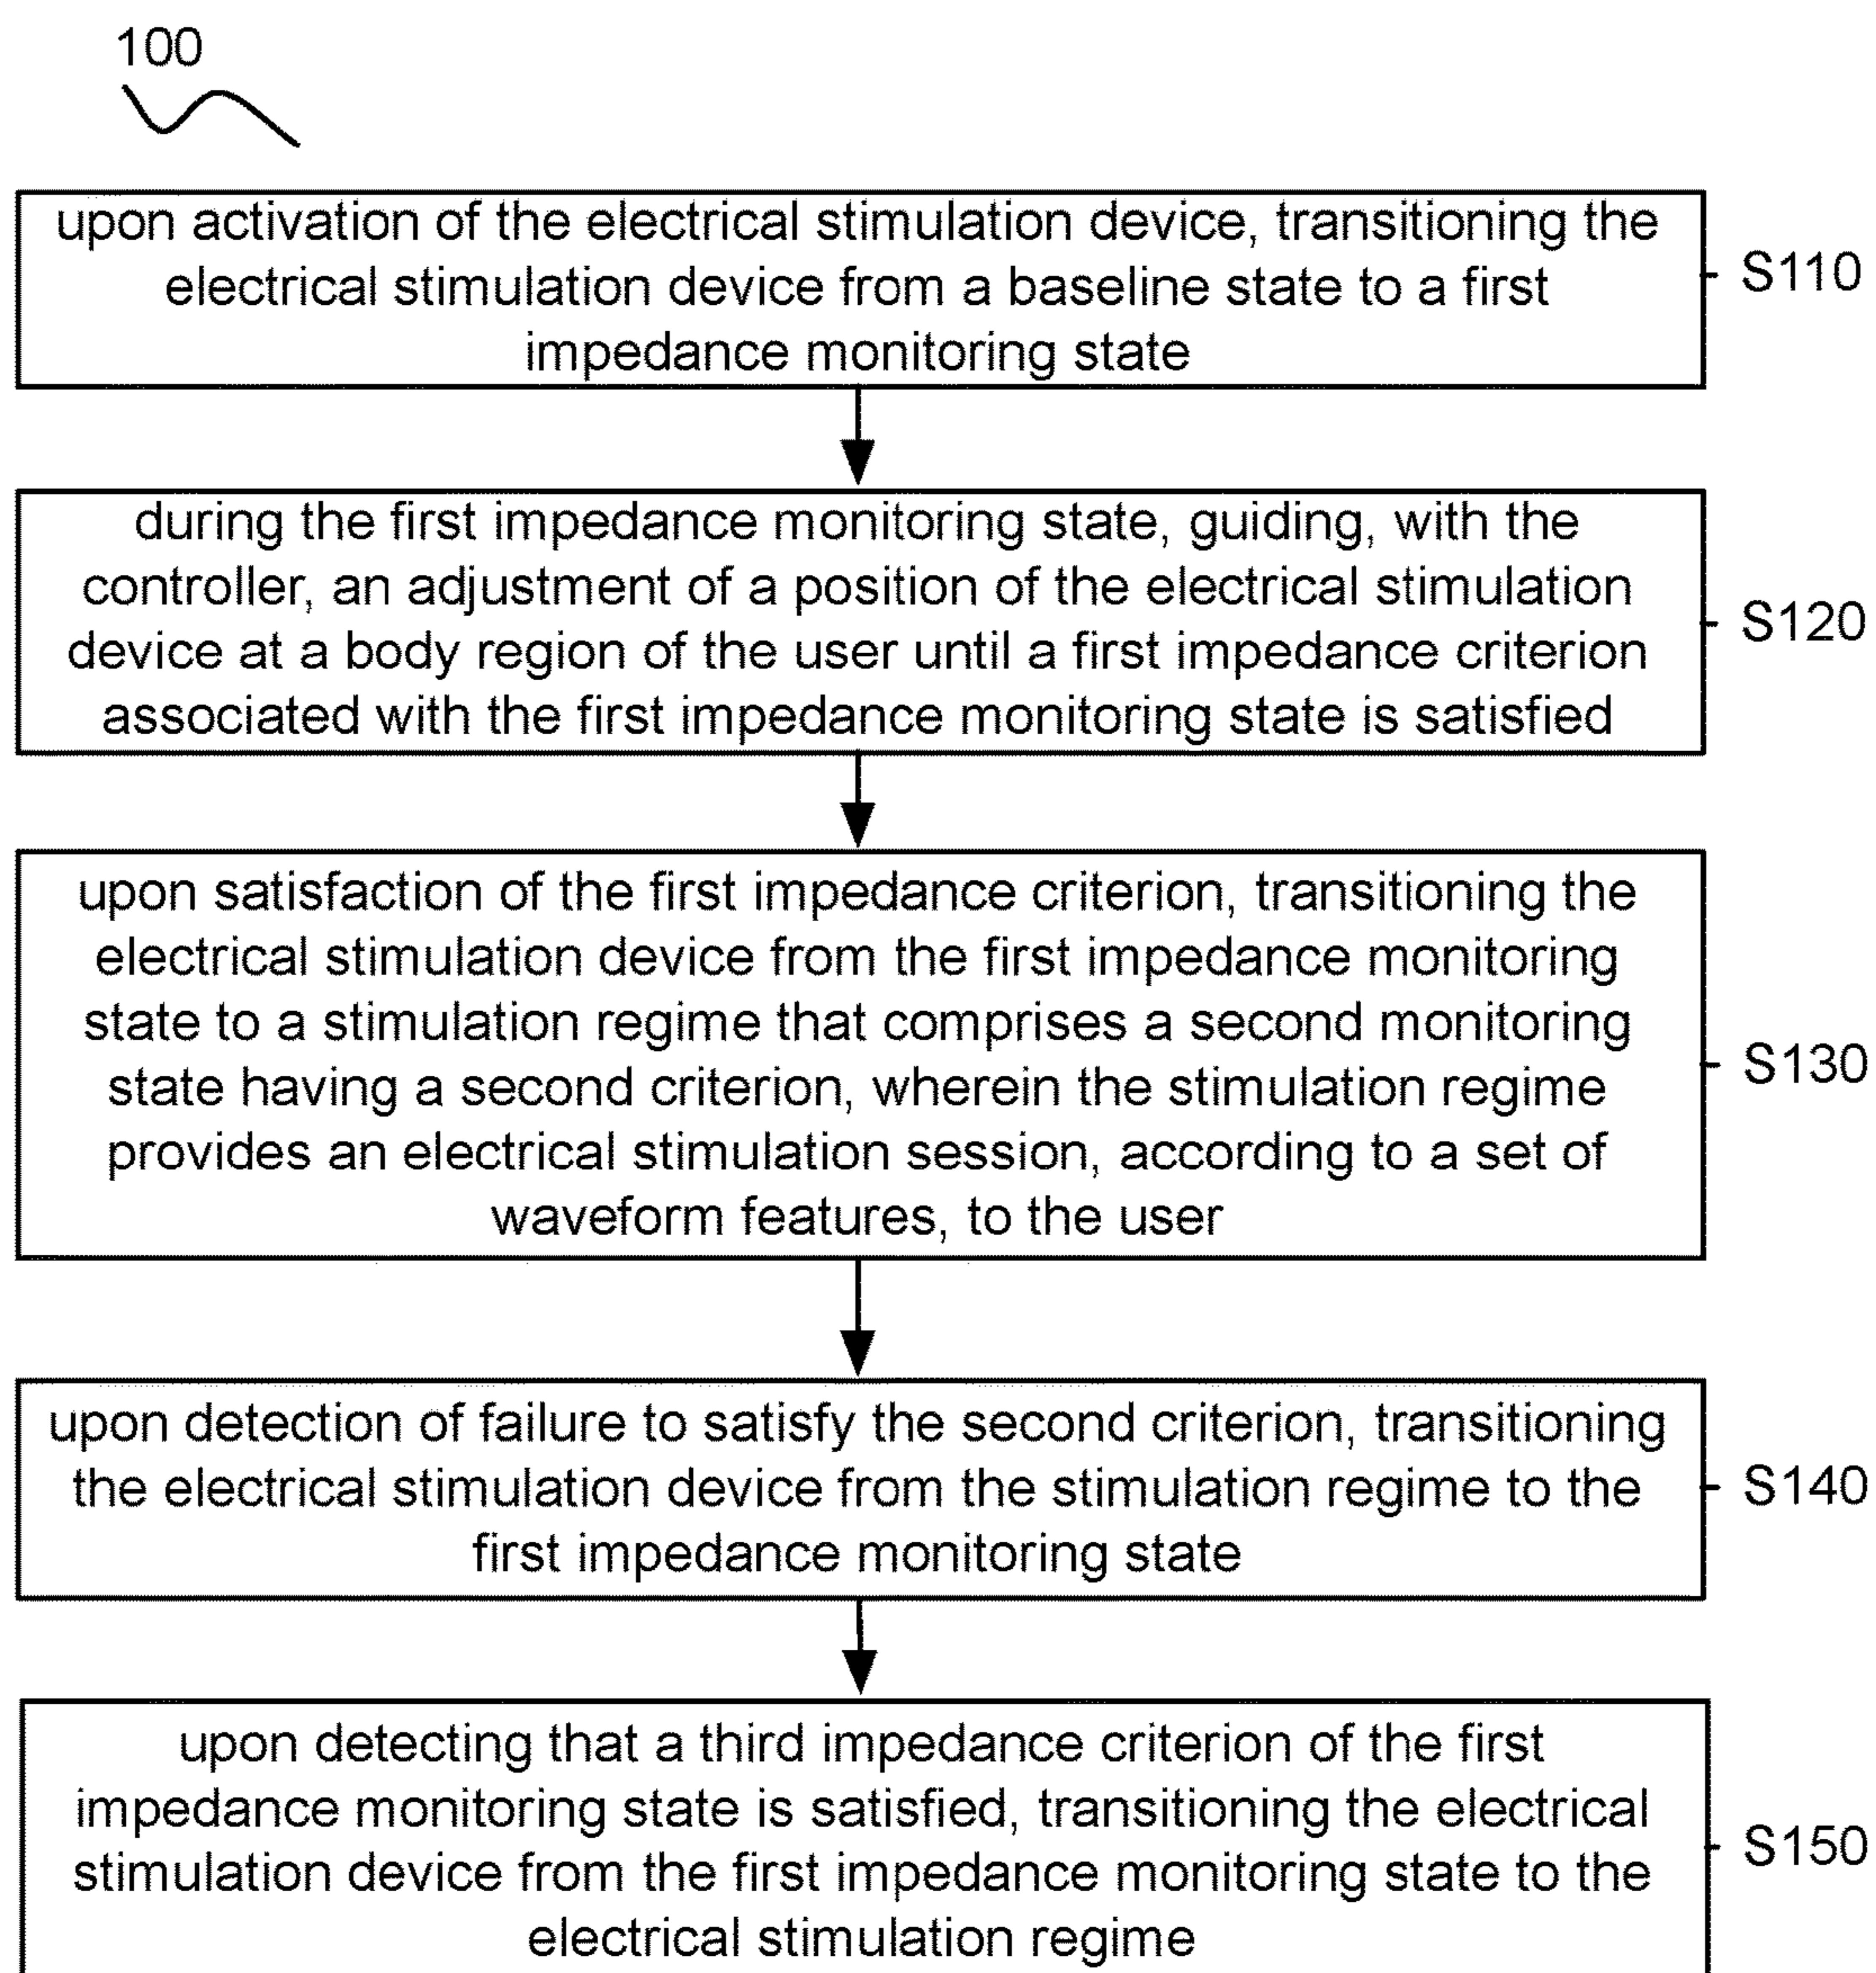 100
upon activation of the electrical stimulation device, transitioning the
electrical stimulation device from a baseline state to a first
impedance monitoring state
S110
during the first impedance monitoring state, guiding, with the
controller, an adjustment of a position of the electrical stimulation
device at a body region of the user until a first impedance criterion
associated with the first impedance monitoring state is satisfied
S120
upon satisfaction of the first impedance criterion, transitioning the
electrical stimulation device from the first impedance monitoring
state to a stimulation regime that comprises a second monitoring
state having a second criterion, wherein the stimulation regime
provides an electrical stimulation session, according to a set of
waveform features, to the user
S130
upon detection of failure to satisfy the second criterion, transitioning
the electrical stimulation device from the stimulation regime to the
first impedance monitoring state
S140
upon detecting that a third impedance criterion of the first
impedance monitoring state is satisfied, transitioning the electrical
stimulation device from the first impedance monitoring state to the
electrical stimulation regime
S150